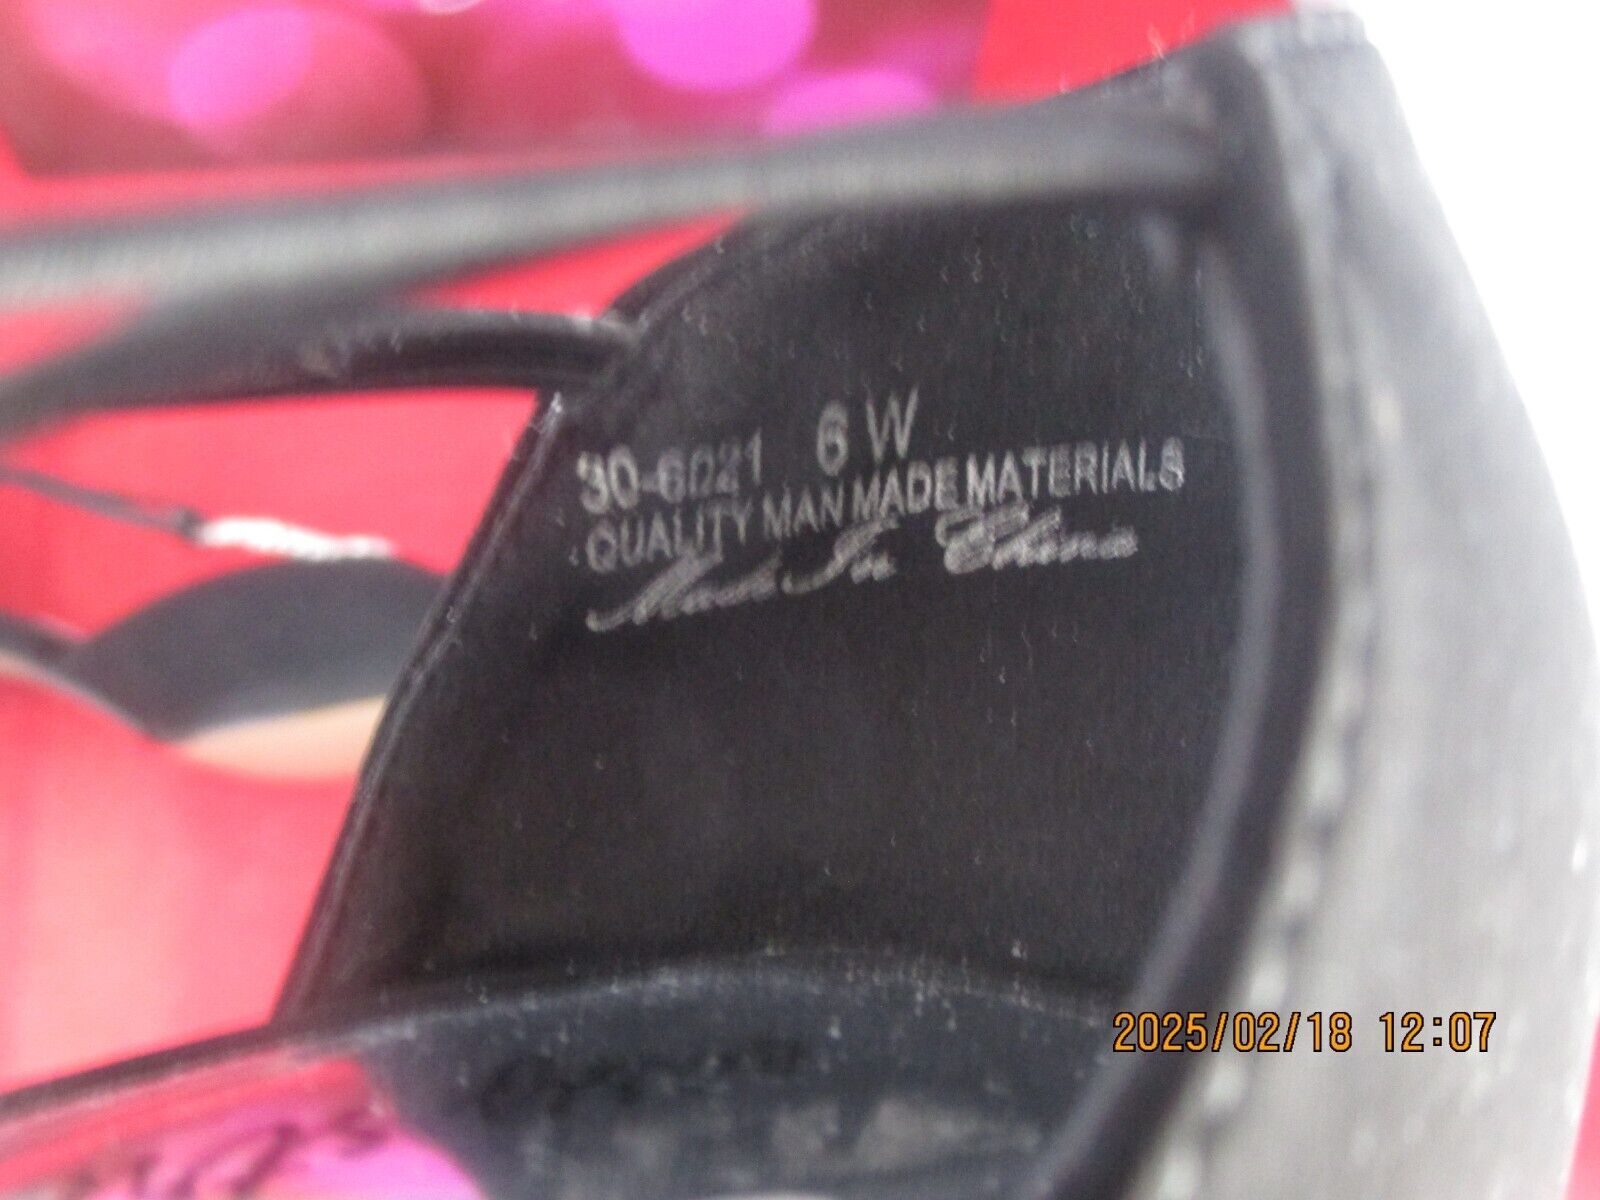 30-6021 6 W
QUALITY MAN MADE MATERIALS
Made In China
2025/02/18 12:07